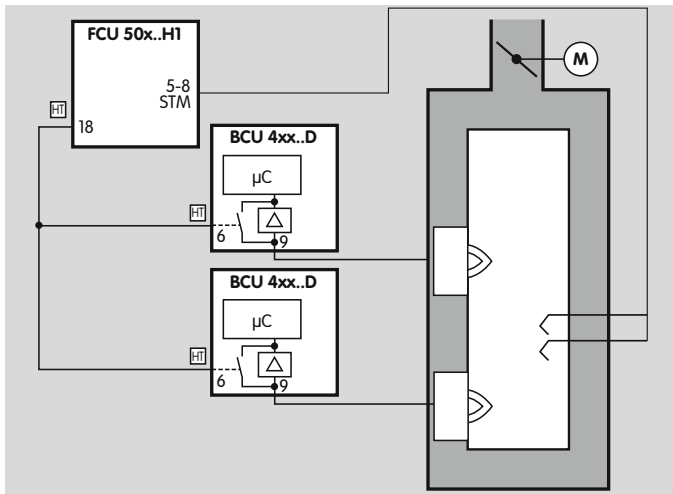 FCU 50x..H1
5-8
STM
HT
18
M
BCU 4xx..D
µC
HT
6
9
BCU 4xx..D
µC
HT
6
9